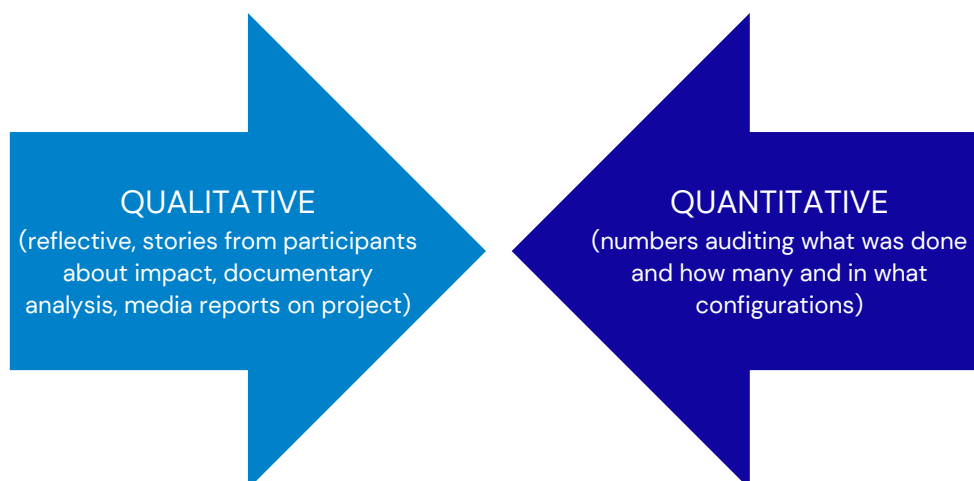 QUALITATIVE
(reflective, stories from participants
about impact, documentary
analysis, media reports on project)
QUANTITATIVE
(numbers auditing what was done
and how many and in what
configurations)